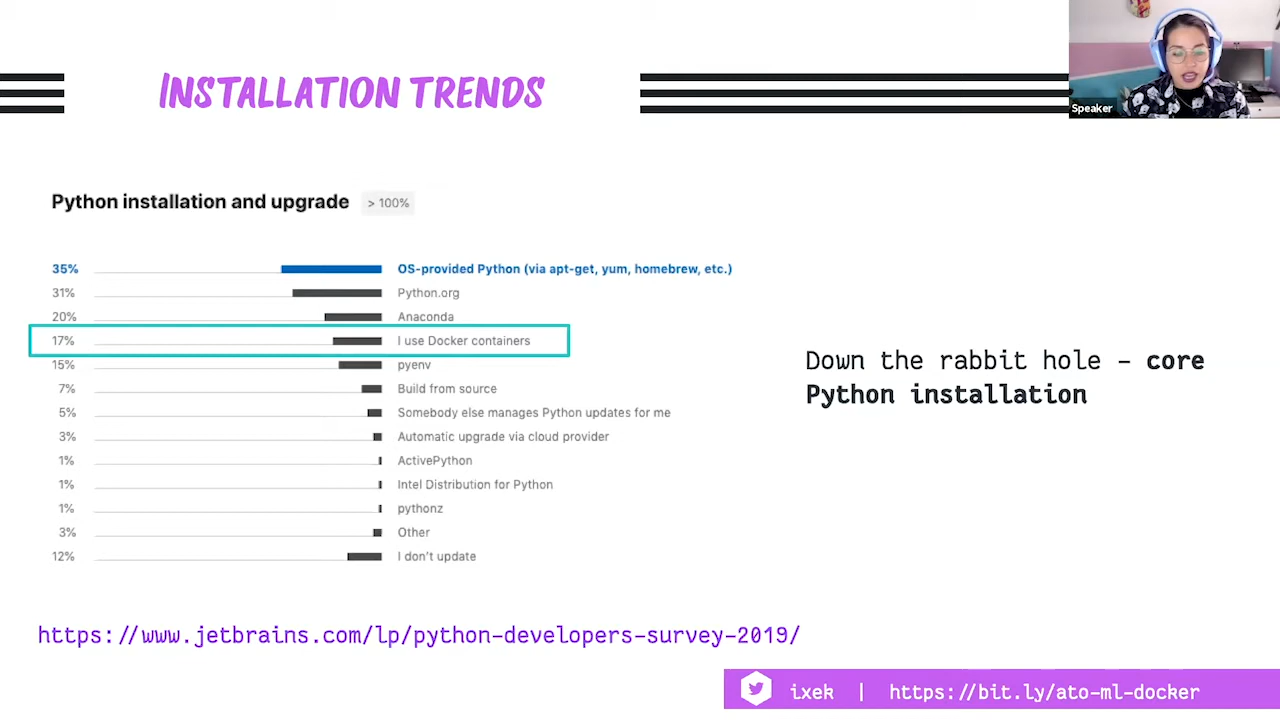 INSTALLATION TRENDS
Speaker
Python installation and upgrade > 100%
35% OS-provided Python (via apt-get, yum, homebrew, etc.)
31% Python.org
20% Anaconda
17% I use Docker containers
15% pyenv
7% Build from source
5% Somebody else manages Python updates for me
3% Automatic upgrade via cloud provider
1% ActivePython
1% Intel Distribution for Python
1% pythonz
3% Other
12% I don't update
Down the rabbit hole – core
Python installation
https://www.jetbrains.com/lp/python-developers-survey-2019/
ixek | https://bit.ly/ato-ml-docker